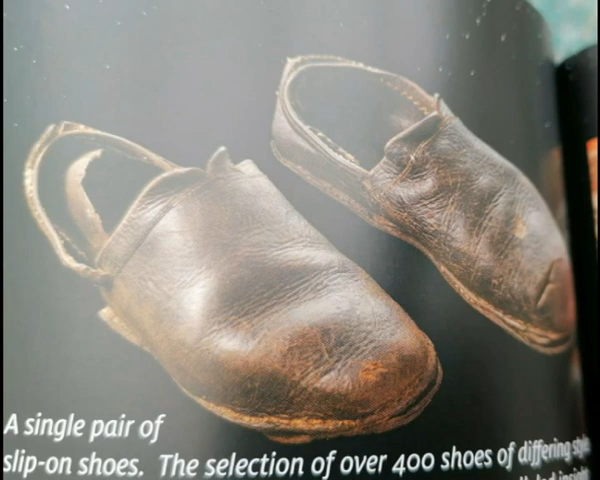 A single pair of
slip-on shoes. The selection of over 400 shoes of differing